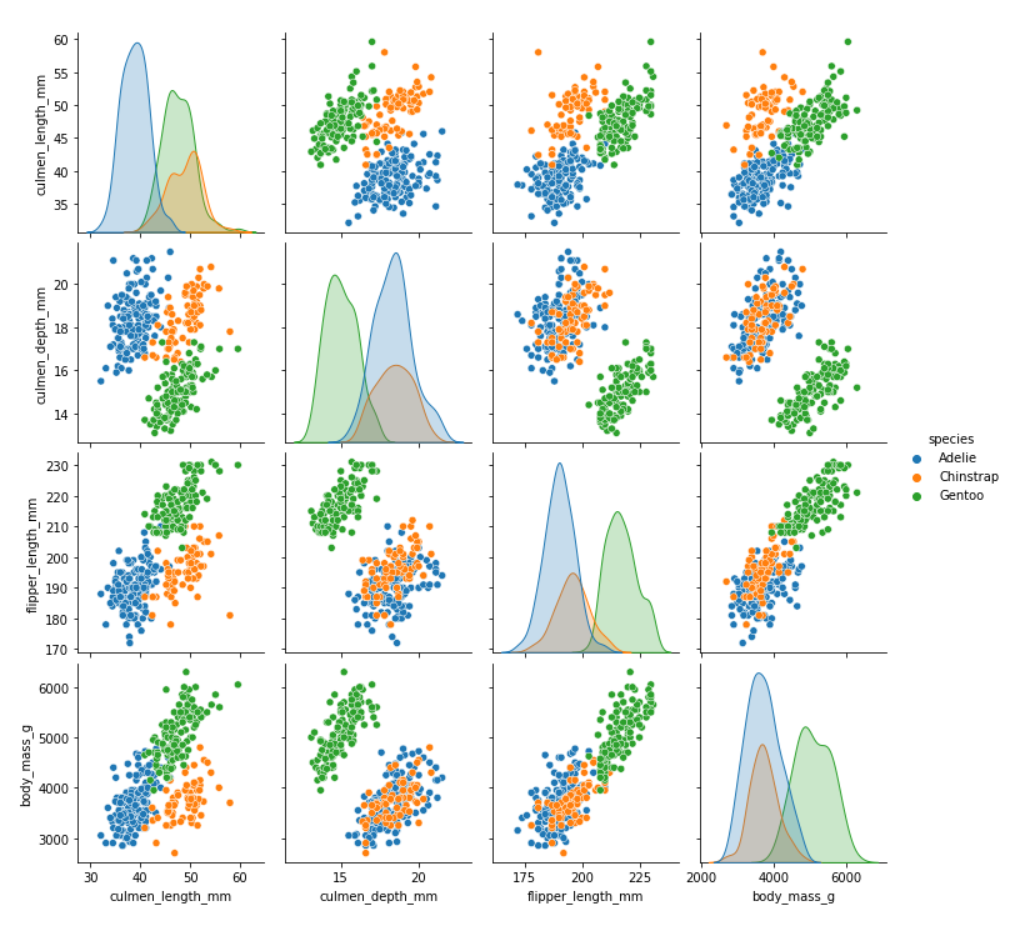 60
55
50
45
40
35
culmen_length_mm
20
18
16
14
culmen_depth_mm
species
Adelie
Chinstrap
Gentoo
230
220
210
200
190
180
170
flipper_length_mm
6000
5000
4000
3000
body_mass_g
30 40 50 60 15 20 175 200 225 2000 4000 6000
culmen_length_mm culmen_depth_mm flipper_length_mm body_mass_g